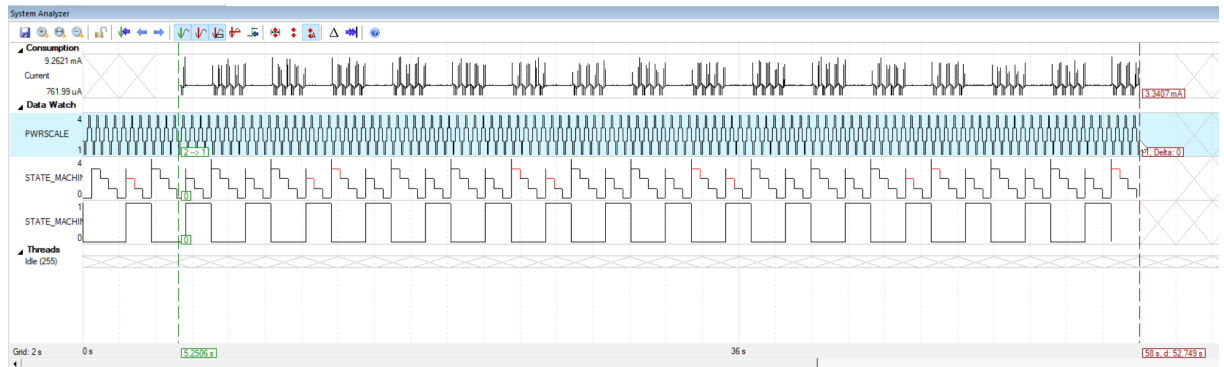 System Analyzer
Consumption
9.2621 mA
Current
761.99 uA
3.3407 mA
Data Watch
4
PWRSCALE
1
2 -> 1
1, Delta: 0
4
STATE_MACHIN
0
0
1
STATE_MACHIN
0
0
Threads
Idle (255)
Grid: 2 s
0 s
5.2506 s
36 s
58 s, d: 52.749 s